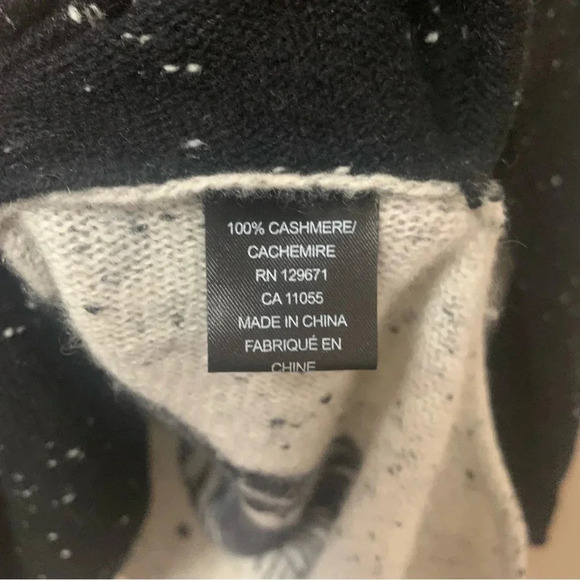 100% CASHMERE/
CACHEMIRE
RN 129671
CA 11055
MADE IN CHINA
FABRIQUÉ EN
CHINE